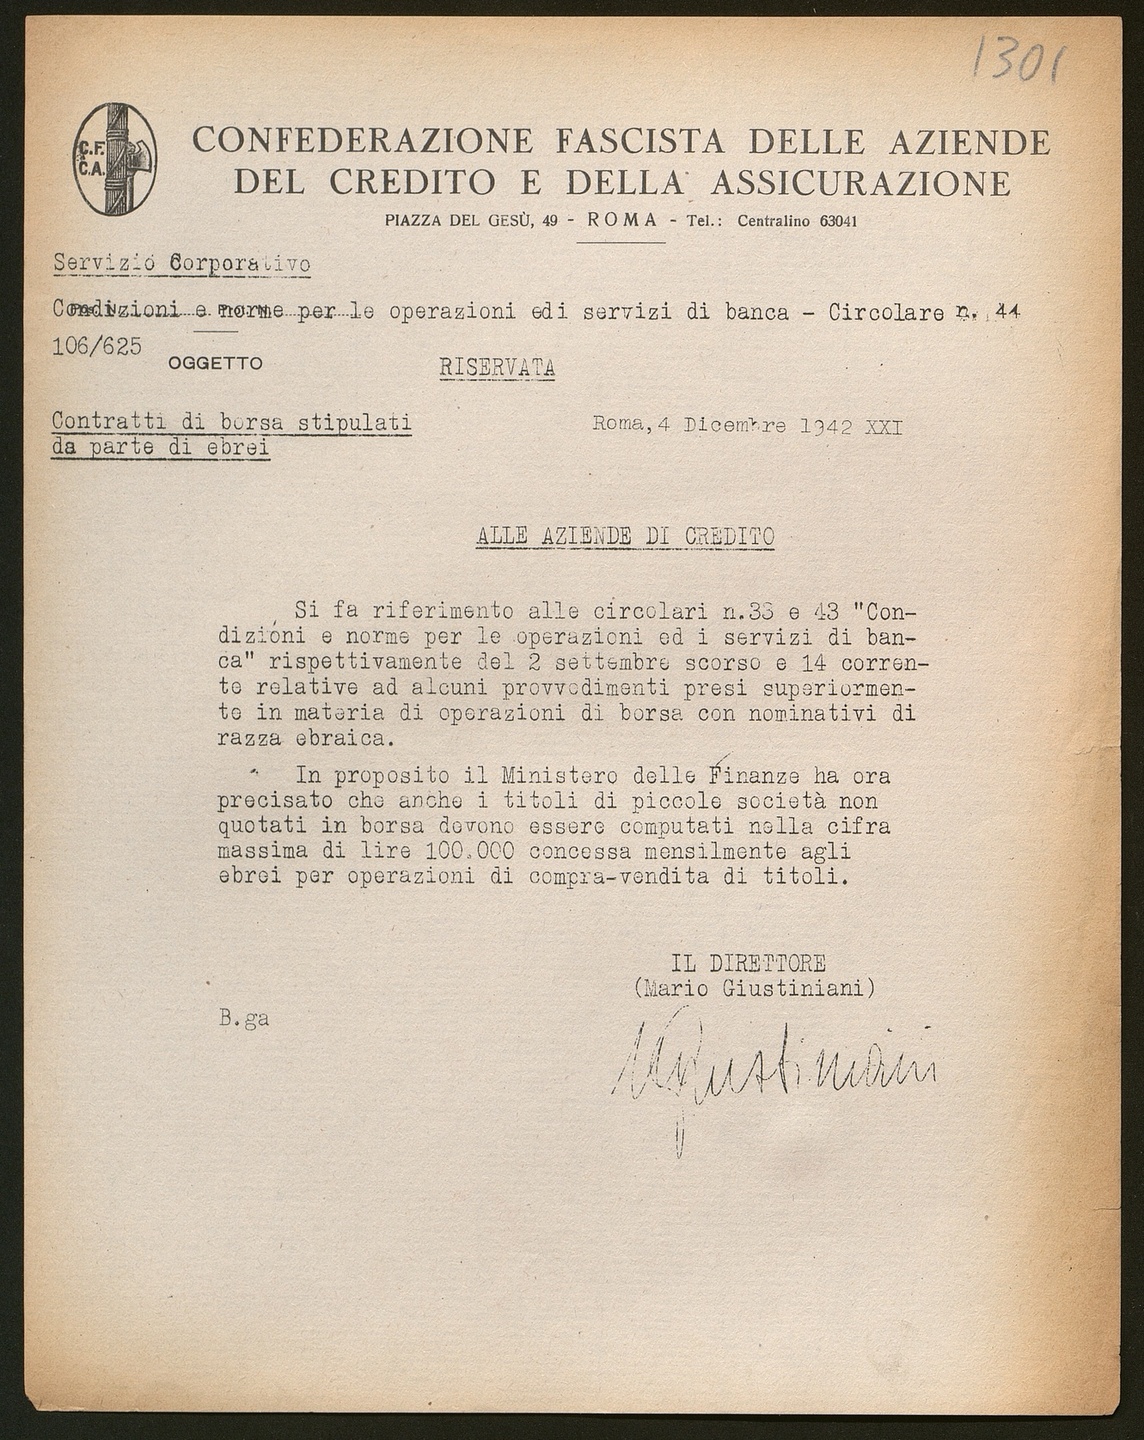 1301
C.F.
C.A.
CONFEDERAZIONE FASCISTA DELLE AZIENDE
DEL CREDITO E DELLA ASSICURAZIONE
PIAZZA DEL GESÙ, 49 - ROMA - Tel.: Centralino 63041
Servizio Corporativo
Condizioni e norme per le operazioni edi servizi di banca - Circolare n. 44
106/625
OGGETTO
RISERVATA
Contratti di borsa stipulati
da parte di ebrei
Roma, 4 Dicembre 1942 XXI
ALLE AZIENDE DI CREDITO
Si fa riferimento alle circolari n.33 e 43 "Con-
dizioni e norme per le operazioni ed i servizi di ban-
ca" rispettivamente del 2 settembre scorso e 14 corren-
te relative ad alcuni provvedimenti presi superiormen-
te in materia di operazioni di borsa con nominativi di
razza ebraica.
In proposito il Ministero delle Finanze ha ora
precisato che anche i titoli di piccole società non
quotati in borsa devono essere computati nella cifra
massima di lire 100.000 concessa mensilmente agli
ebrei per operazioni di compra-vendita di titoli.
IL DIRETTORE
(Mario Giustiniani)
B.ga
MGiustiniani